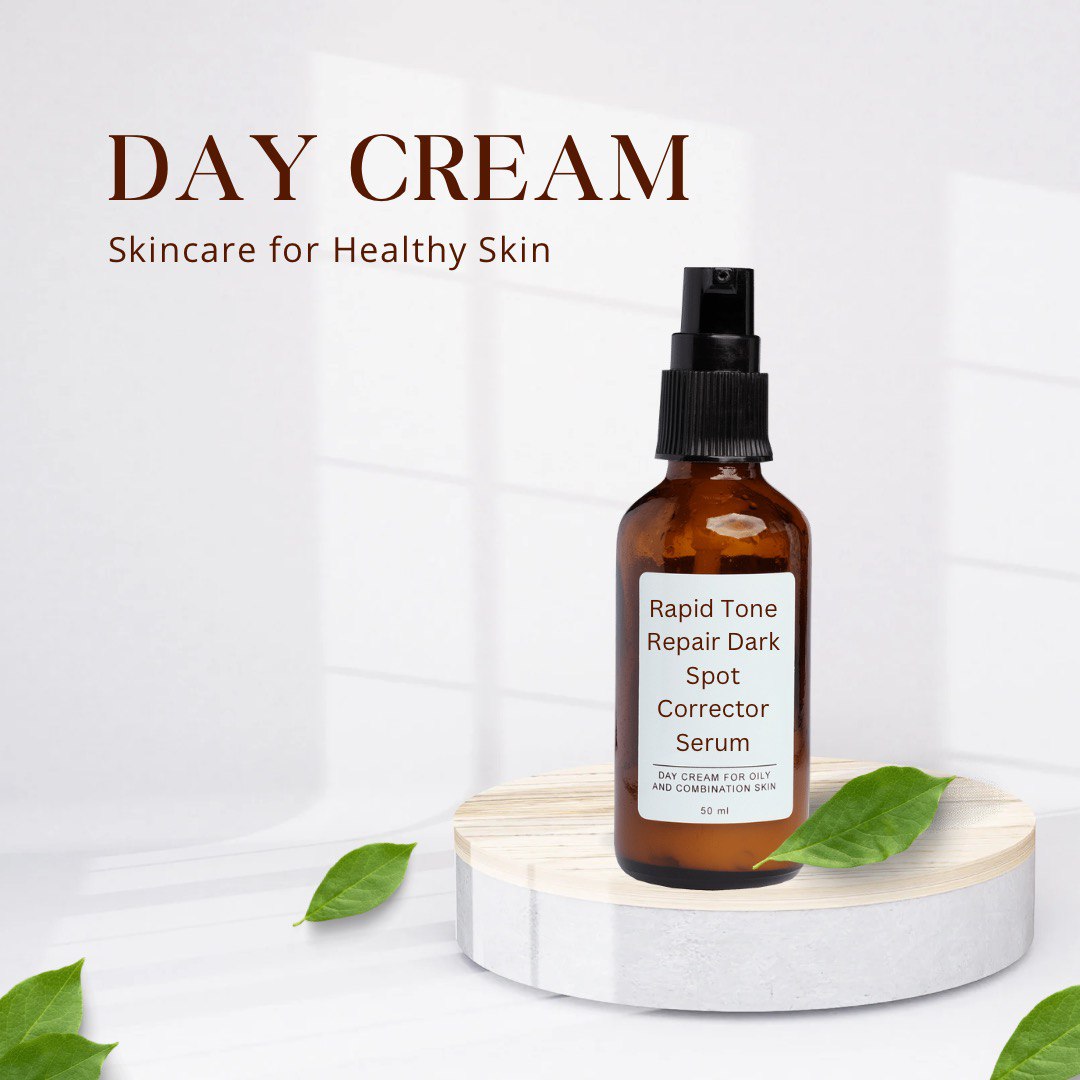 DAY CREAM
Skincare for Healthy Skin
Rapid Tone
Repair Dark
Spot
Corrector
Serum
DAY CREAM FOR OILY
AND COMBINATION SKIN
50 ml